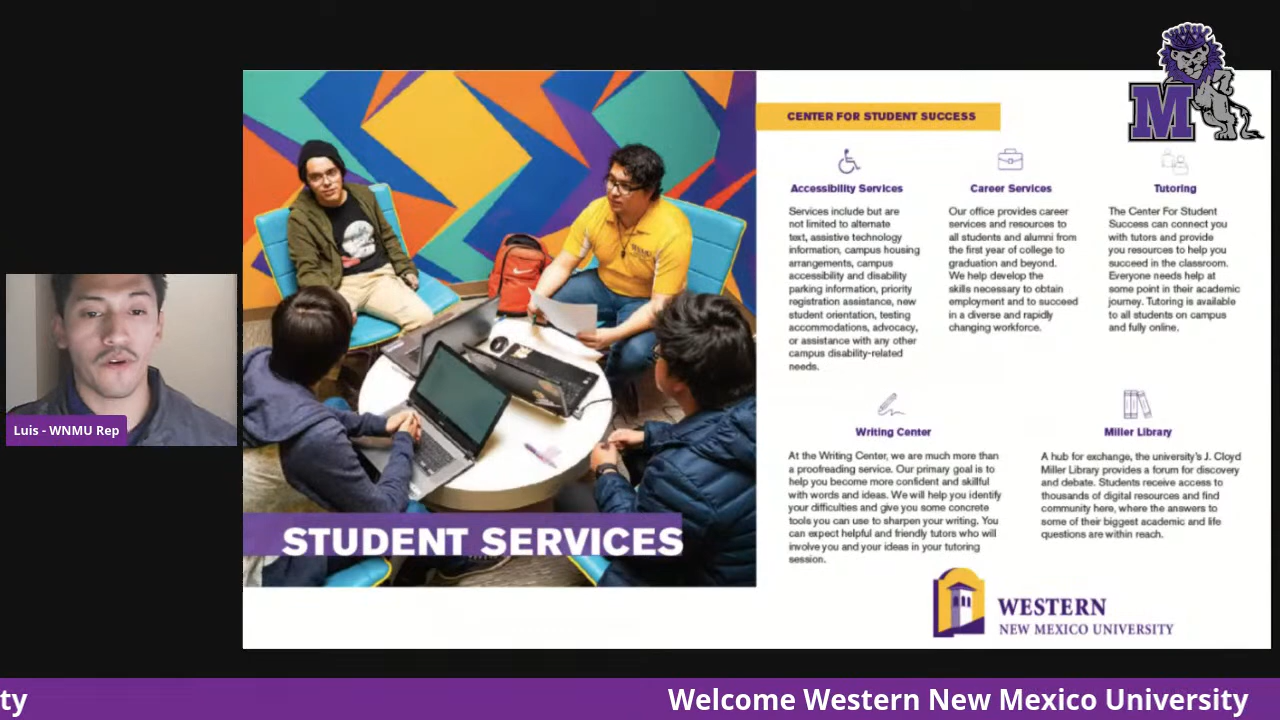 CENTER FOR STUDENT SUCCESS
M
Accessibility Services
Services include but are
not limited to alternate
text, assistive technology
information, campus housing
arrangements, campus
accessibility and disability
parking information, priority
registration assistance, new
student orientation, testing
accommodations, advocacy,
or assistance with any other
campus disability-related
needs.
Career Services
Our office provides career
services and resources to
all students and alumni from
the first year of college to
graduation and beyond.
We help develop the
skills necessary to obtain
employment and to succeed
in a diverse and rapidly
changing workforce.
Tutoring
The Center For Student
Success can connect you
with tutors and provide
you resources to help you
succeed in the classroom.
Everyone needs help at
some point in their academic
journey. Tutoring is available
to all students on campus
and fully online.
Writing Center
At the Writing Center, we are much more than
a proofreading service. Our primary goal is to
help you become more confident and skillful
with words and ideas. We will help you identify
your difficulties and give you some concrete
tools you can use to sharpen your writing. You
can expect helpful and friendly tutors who will
involve you and your ideas in your tutoring
session.
Miller Library
A hub for exchange, the university's J. Cloyd
Miller Library provides a forum for discovery
and debate. Students receive access to
thousands of digital resources and find
community here, where the answers to
some of their biggest academic and life
questions are within reach.
Luis - WNMU Rep
STUDENT SERVICES
WESTERN
NEW MEXICO UNIVERSITY
ty
Welcome Western New Mexico University